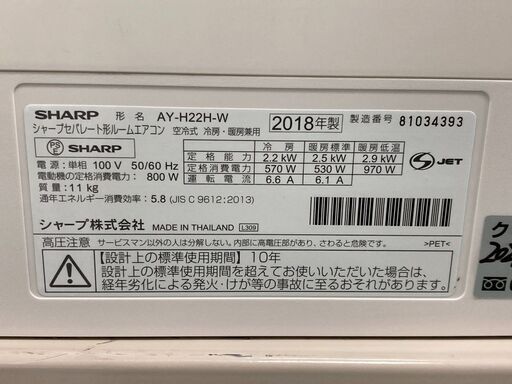 SHARP 形名 AY-H22H-W 2018年製 製造番号 81034393
シャープセパレート形ルームエアコン 空冷式 冷房・暖房兼用
PS E SHARP
電源：単相 100 V 50/60 Hz
電動機の定格消費電力： 800 W
質量：11 kg
通年エネルギー消費効率： 5.8 (JIS C 9612:2013)
冷房 暖房標準 暖房低温
定格能力 2.2 kW 2.5 kW 2.9 kW
定格消費電力 570 W 530 W 970 W
運転電流 6.6 A 6.1 A
S JET
シャープ株式会社 MADE IN THAILAND L309
高圧注意 サービスマン以外の人は分解しない。内部に高電圧部があり、さわると危険です。 >PET<
【設計上の標準使用期間】10年
設計上の標準使用期間を超えてお使いいただいた場合は、
経年劣化による発火・けが等の事故に至るおそれがあります。
ク